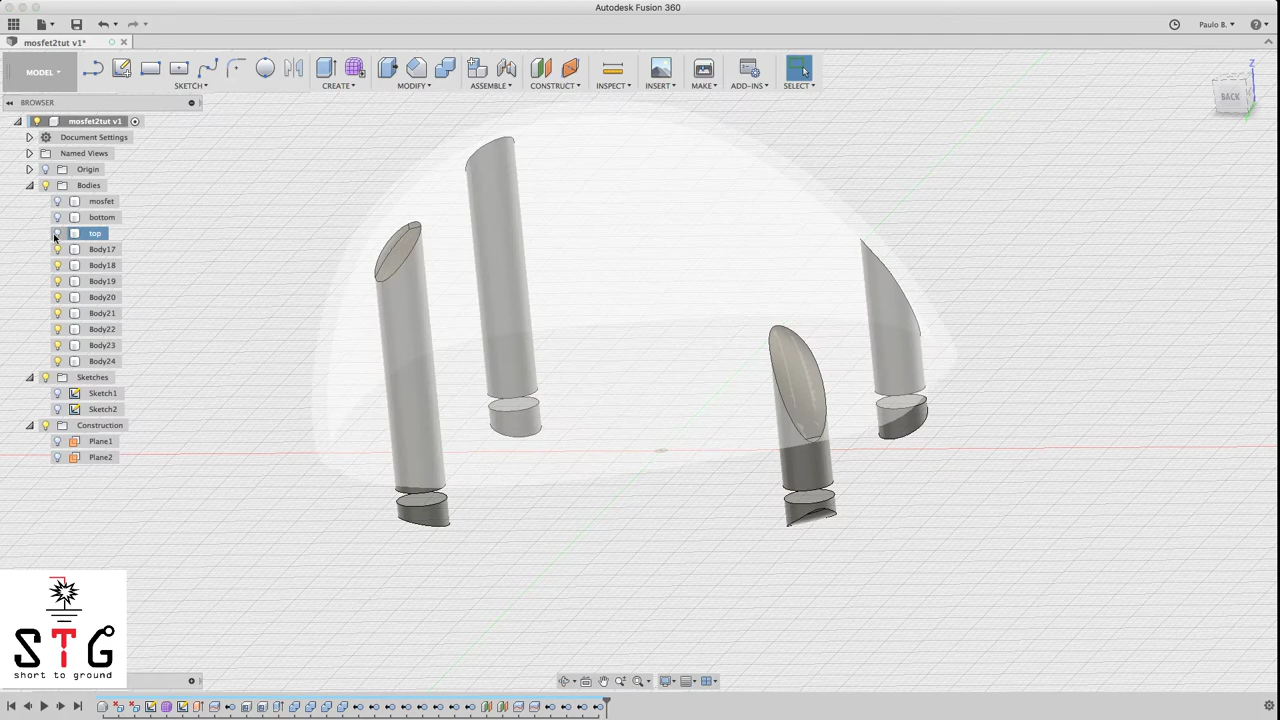 Autodesk Fusion 360
Paulo B.
mosfet2tut v1*
MODEL
SKETCH
CREATE
MODIFY
ASSEMBLE
CONSTRUCT
INSPECT
INSERT
MAKE
ADD-INS
SELECT
BROWSER
mosfet2tut v1
Document Settings
Named Views
Origin
Bodies
mosfet
bottom
top
Body17
Body18
Body19
Body20
Body21
Body22
Body23
Body24
Sketches
Sketch1
Sketch2
Construction
Plane1
Plane2
Z
BACK
STG
short to ground